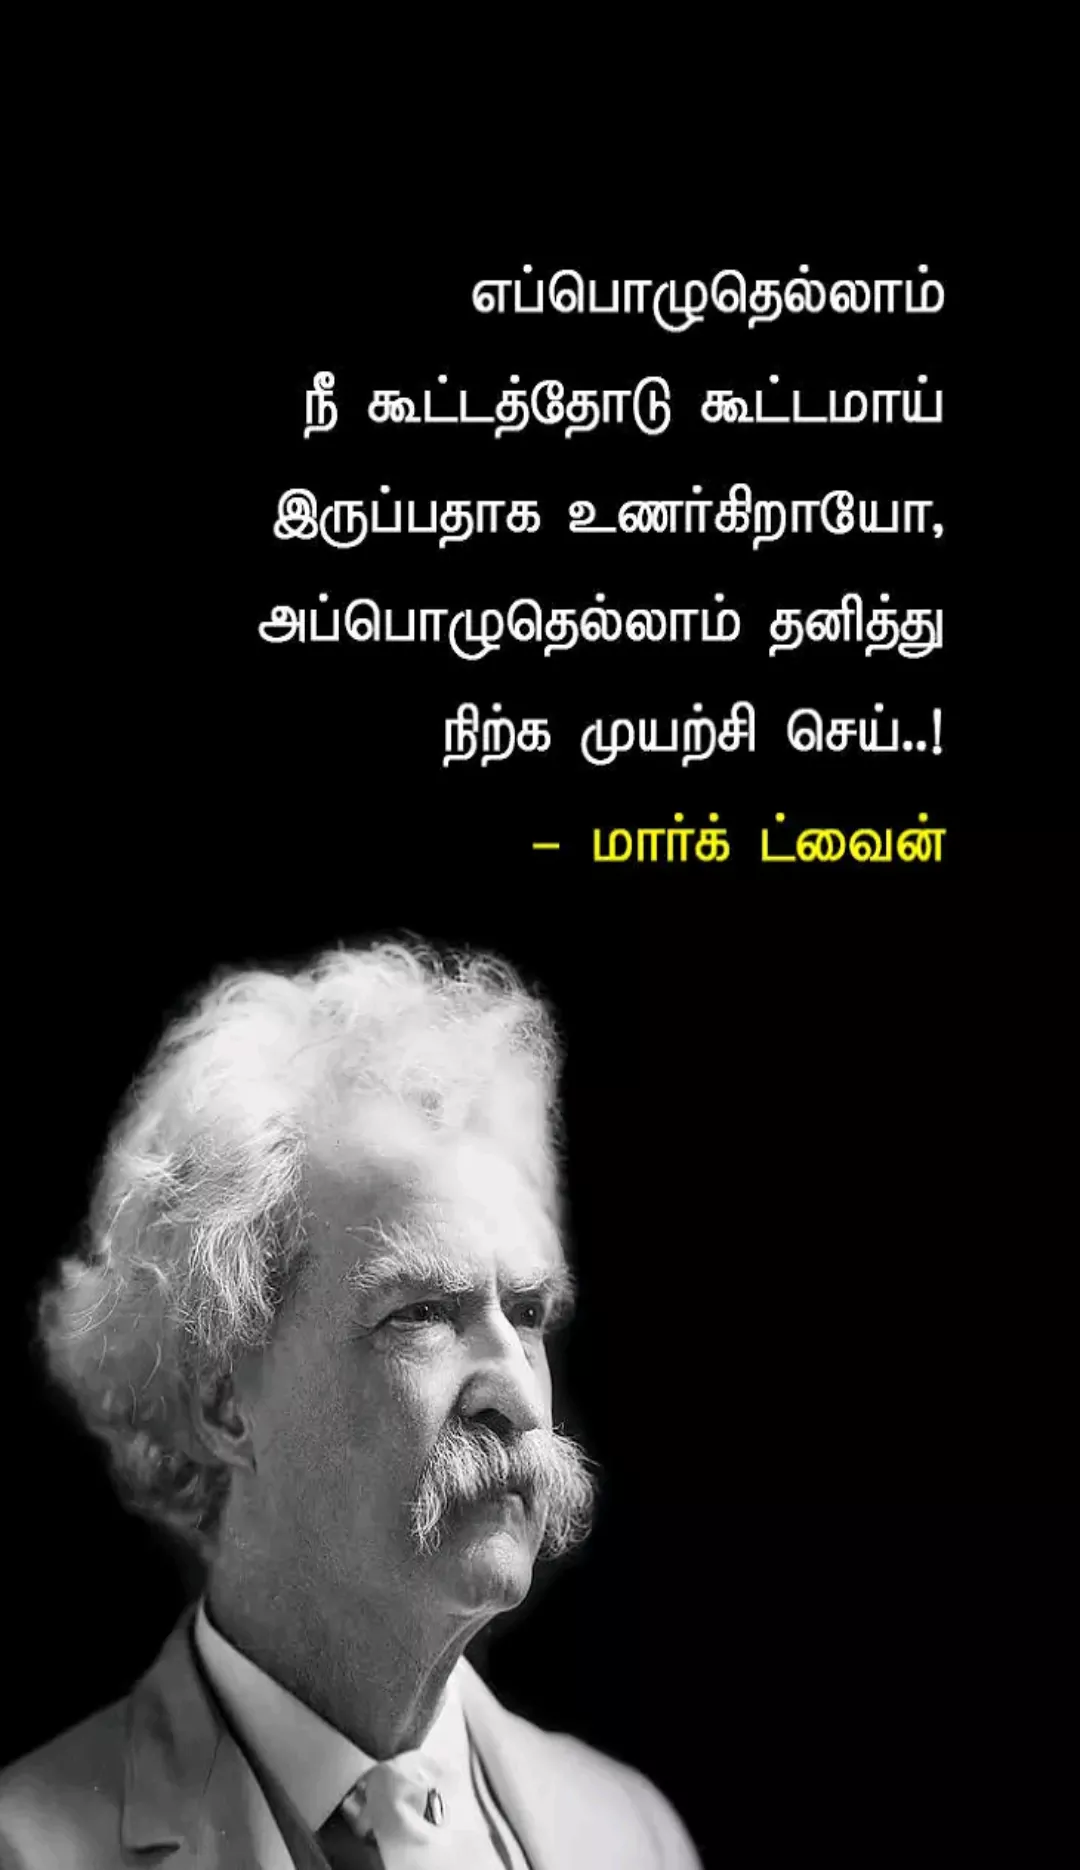 எப்பொழுதெல்லாம்
நீ கூட்டத்தோடு கூட்டமாய்
இருப்பதாக உணர்கிறாயோ,
அப்பொழுதெல்லாம் தனித்து
நிற்க முயற்சி செய்..!
– மார்க் ட்வைன்